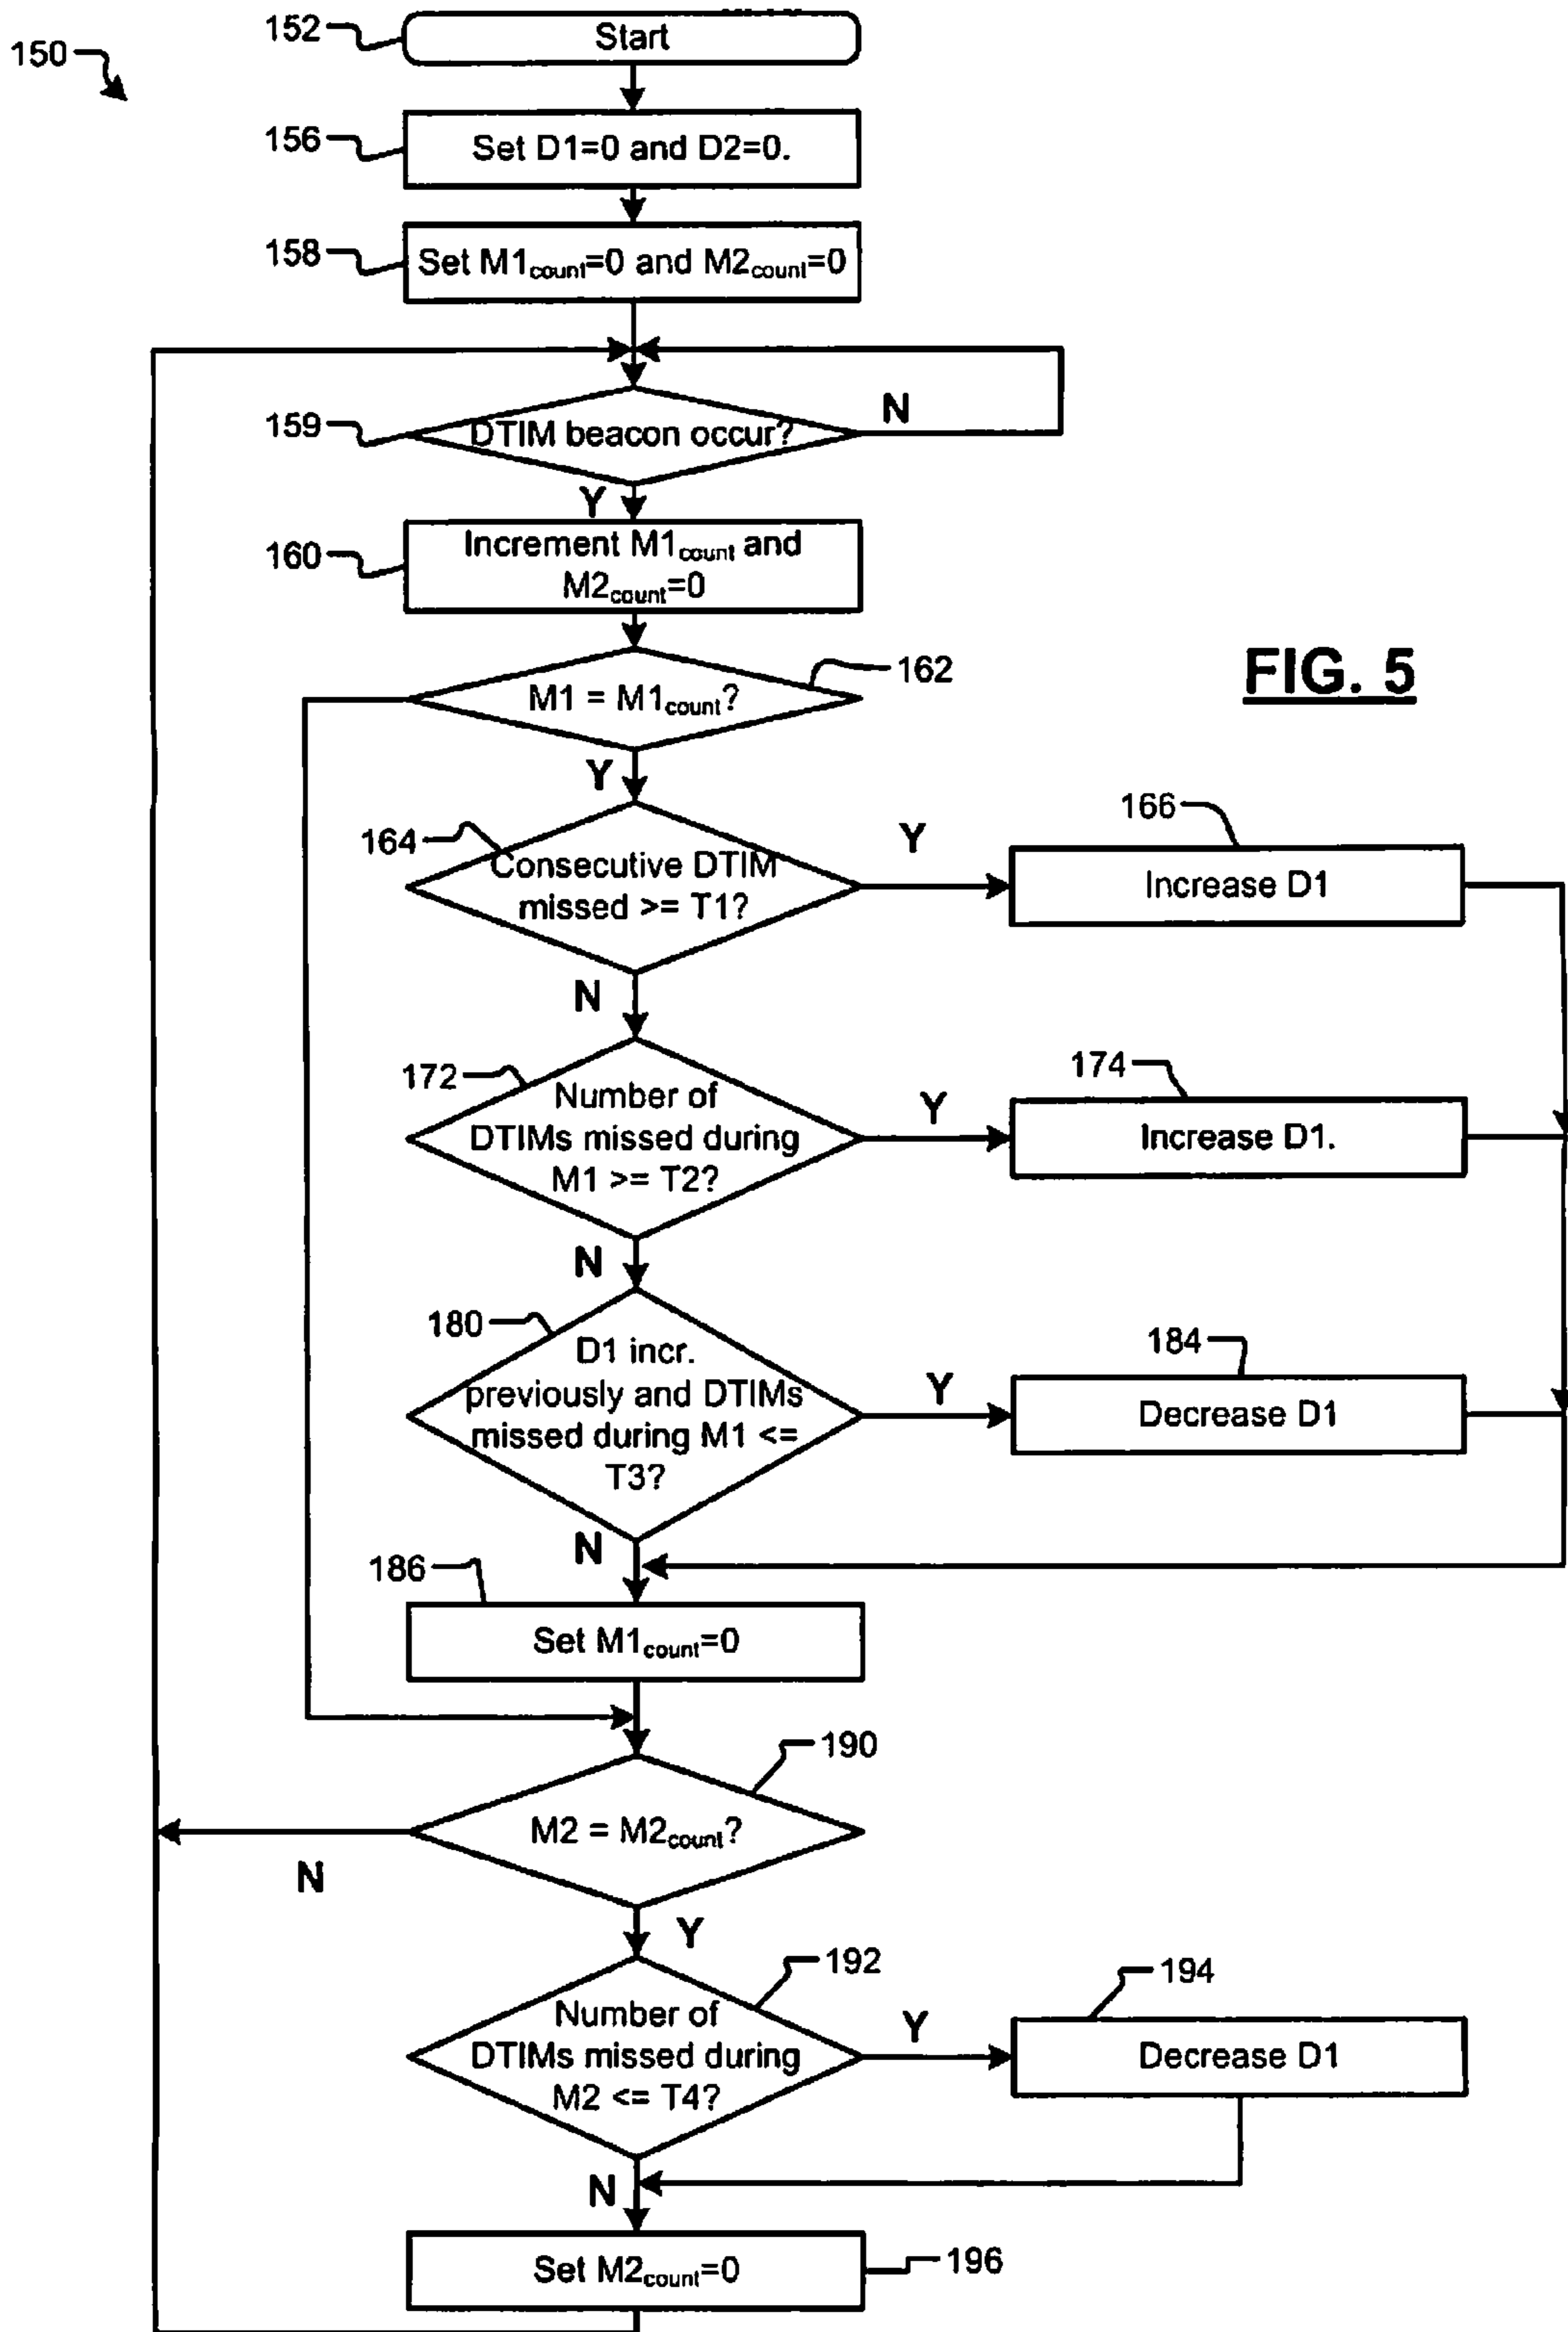 150
152
Start
156
Set D1=0 and D2=0.
158
Set M1count=0 and M2count=0
159
DTIM beacon occur?
N
Y
160
Increment M1count and
M2count=0
162
M1 = M1count?
FIG. 5
Y
164
Consecutive DTIM
missed >= T1?
Y
166
Increase D1
N
172
Number of
DTIMs missed during
M1 >= T2?
Y
174
Increase D1.
N
180
D1 incr.
previously and DTIMs
missed during M1 <=
T3?
Y
184
Decrease D1
N
186
Set M1count=0
190
M2 = M2count?
N
Y
192
Number of
DTIMs missed during
M2 <= T4?
Y
194
Decrease D1
N
Set M2count=0
196